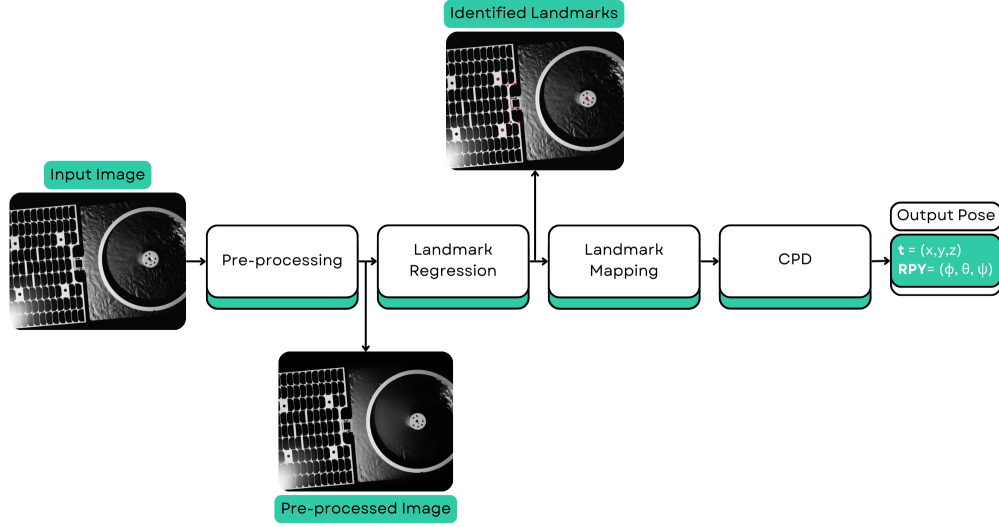 Identified Landmarks
Input Image
Pre-processing
Landmark
Regression
Landmark
Mapping
CPD
Output Pose
t = (x,y,z)
RPY= (ϕ, θ, ψ)
Pre-processed Image